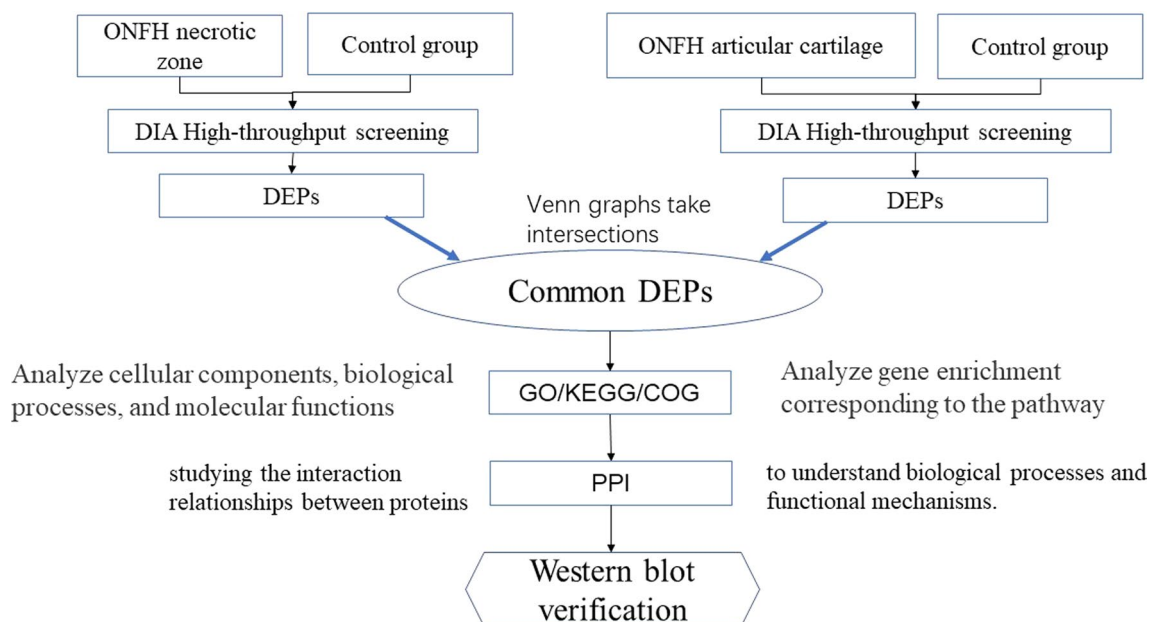 ONFH necrotic
zone
Control group
ONFH articular cartilage
Control group
DIA High-throughput screening
DIA High-throughput screening
DEPs
DEPs
Venn graphs take
intersections
Common DEPs
Analyze cellular components, biological
processes, and molecular functions
GO/KEGG/COG
Analyze gene enrichment
corresponding to the pathway
studying the interaction
relationships between proteins
PPI
to understand biological processes and
functional mechanisms.
Western blot
verification